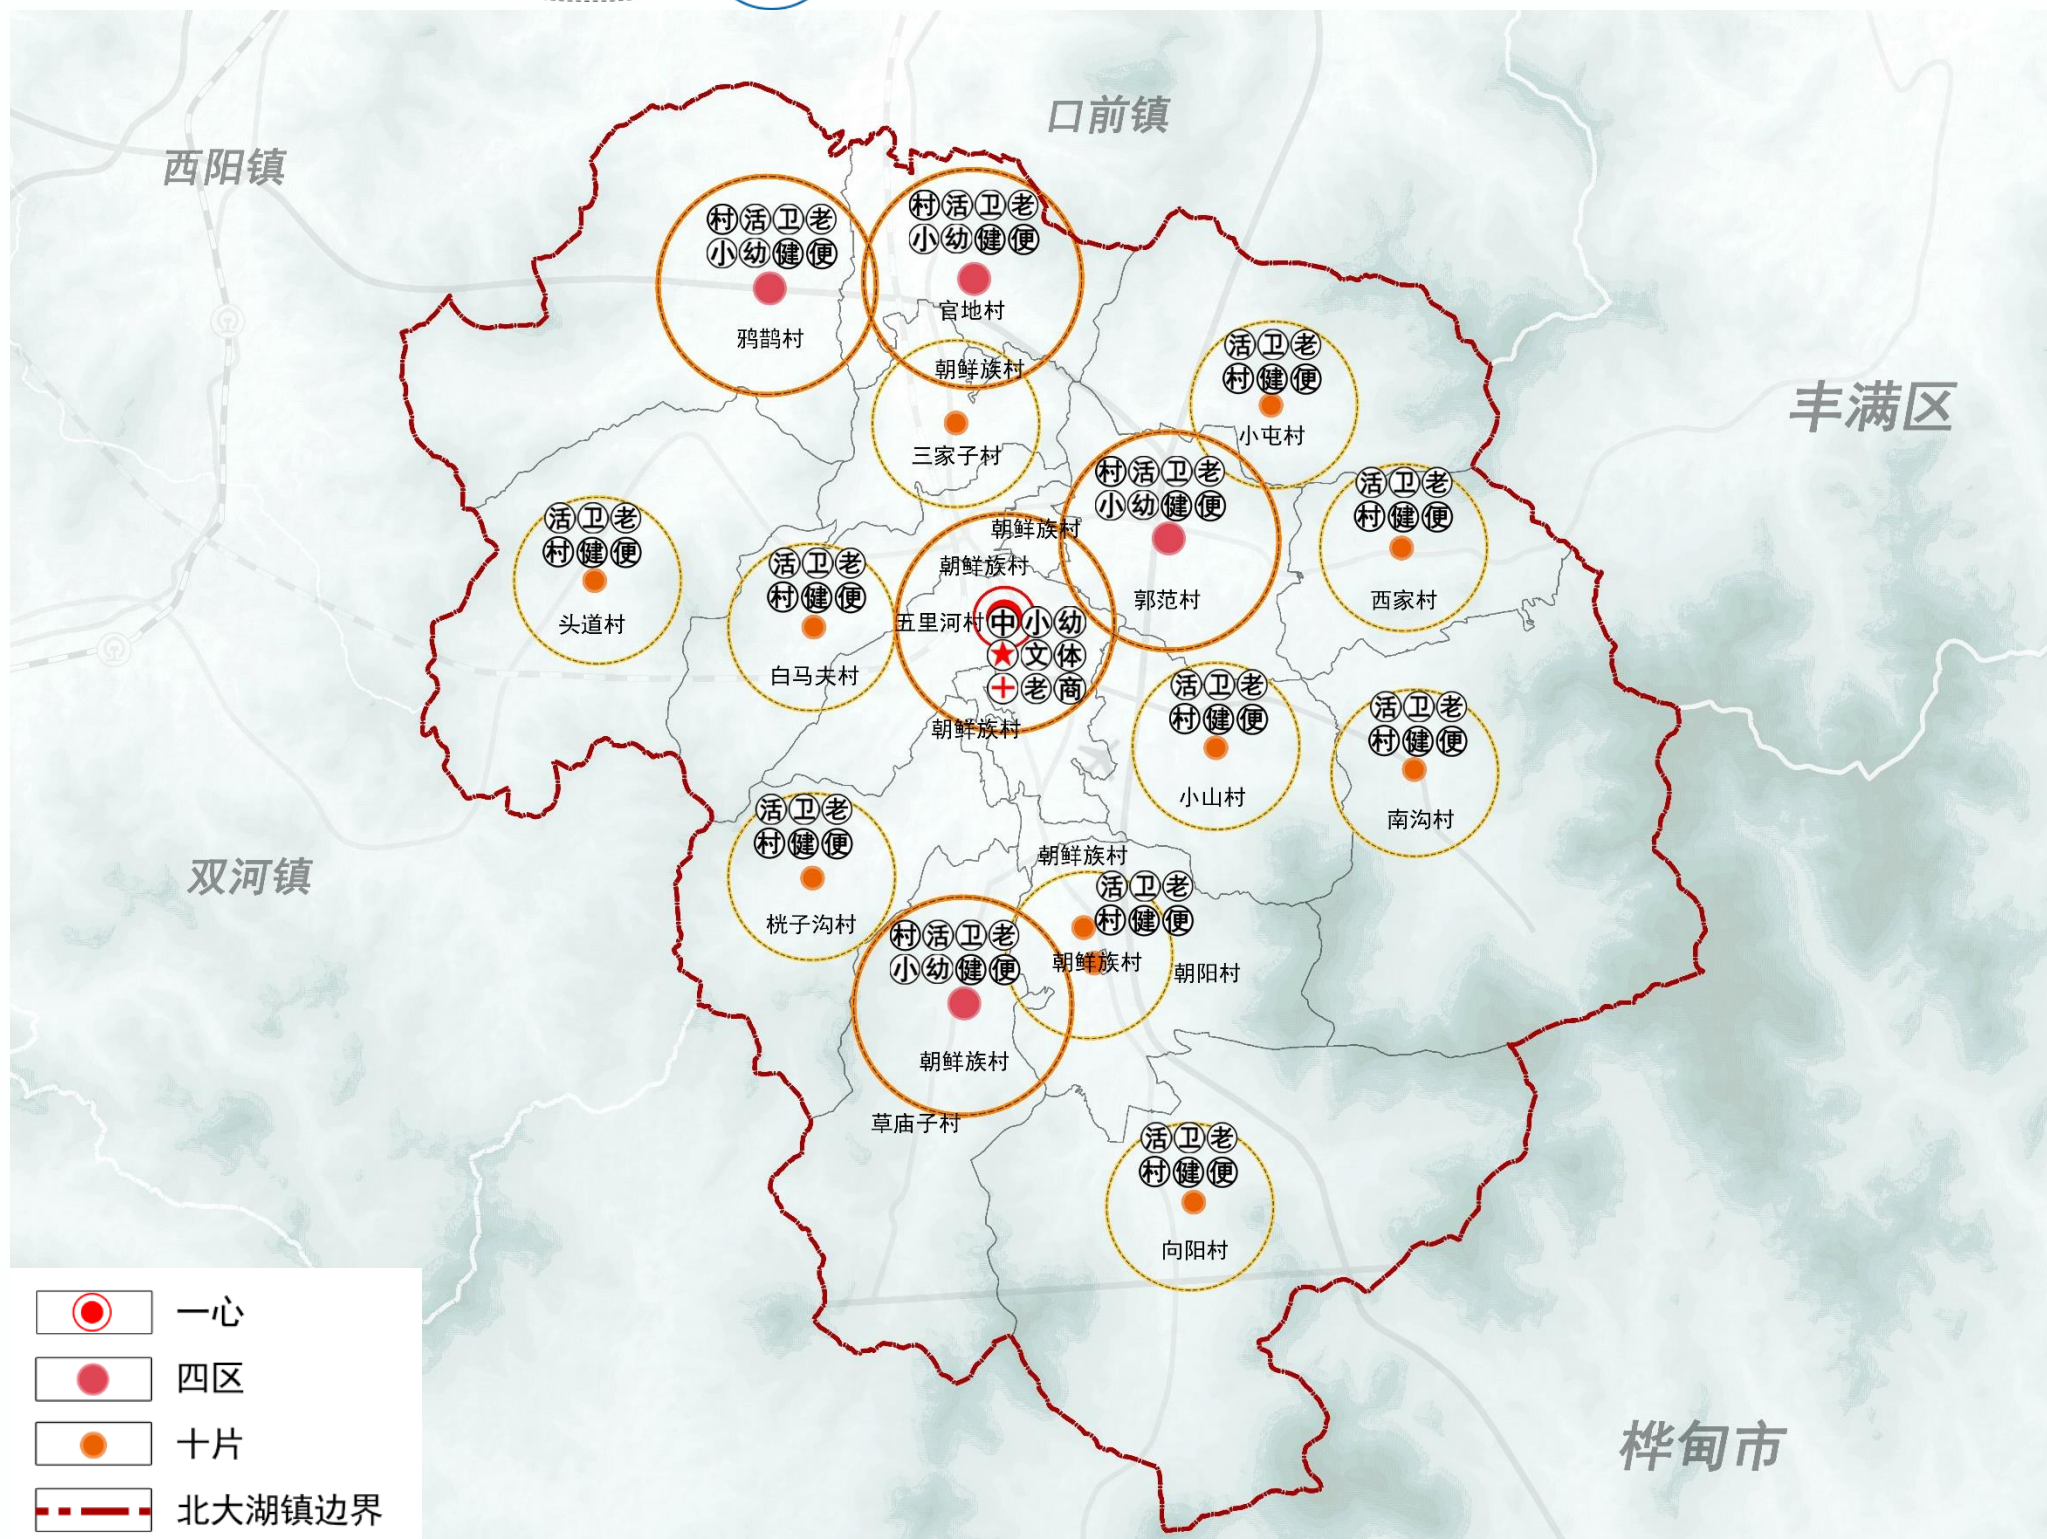 口前镇
西阳镇
村活卫老
小幼健便
鸦鹊村
村活卫老
小幼健便
官地村
朝鲜族村
三家子村
活卫老
村健便
小屯村
丰满区
村活卫老
小幼健便
郭范村
活卫老
村健便
西家村
活卫老
村健便
头道村
活卫老
村健便
白马夫村
朝鲜族村
朝鲜族村
五里河村
中小幼
文体
老商
朝鲜族村
活卫老
村健便
小山村
活卫老
村健便
南沟村
双河镇
活卫老
村健便
桄子沟村
朝鲜族村
活卫老
村健便
朝鲜族村
朝阳村
村活卫老
小幼健便
朝鲜族村
草庙子村
活卫老
村健便
向阳村
桦甸市
一心
四区
十片
北大湖镇边界